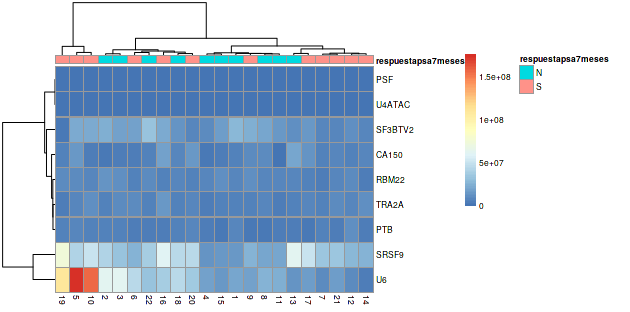 respuestapsa7meses
respuestapsa7meses
N
S
1.5e+08
1e+08
5e+07
0
PSF
U4ATAC
SF3BTV2
CA150
RBM22
TRA2A
PTB
SRSF9
U6
19 5 10 2 3 6 22 16 18 20 4 15 1 9 8 11 13 17 7 21 12 14